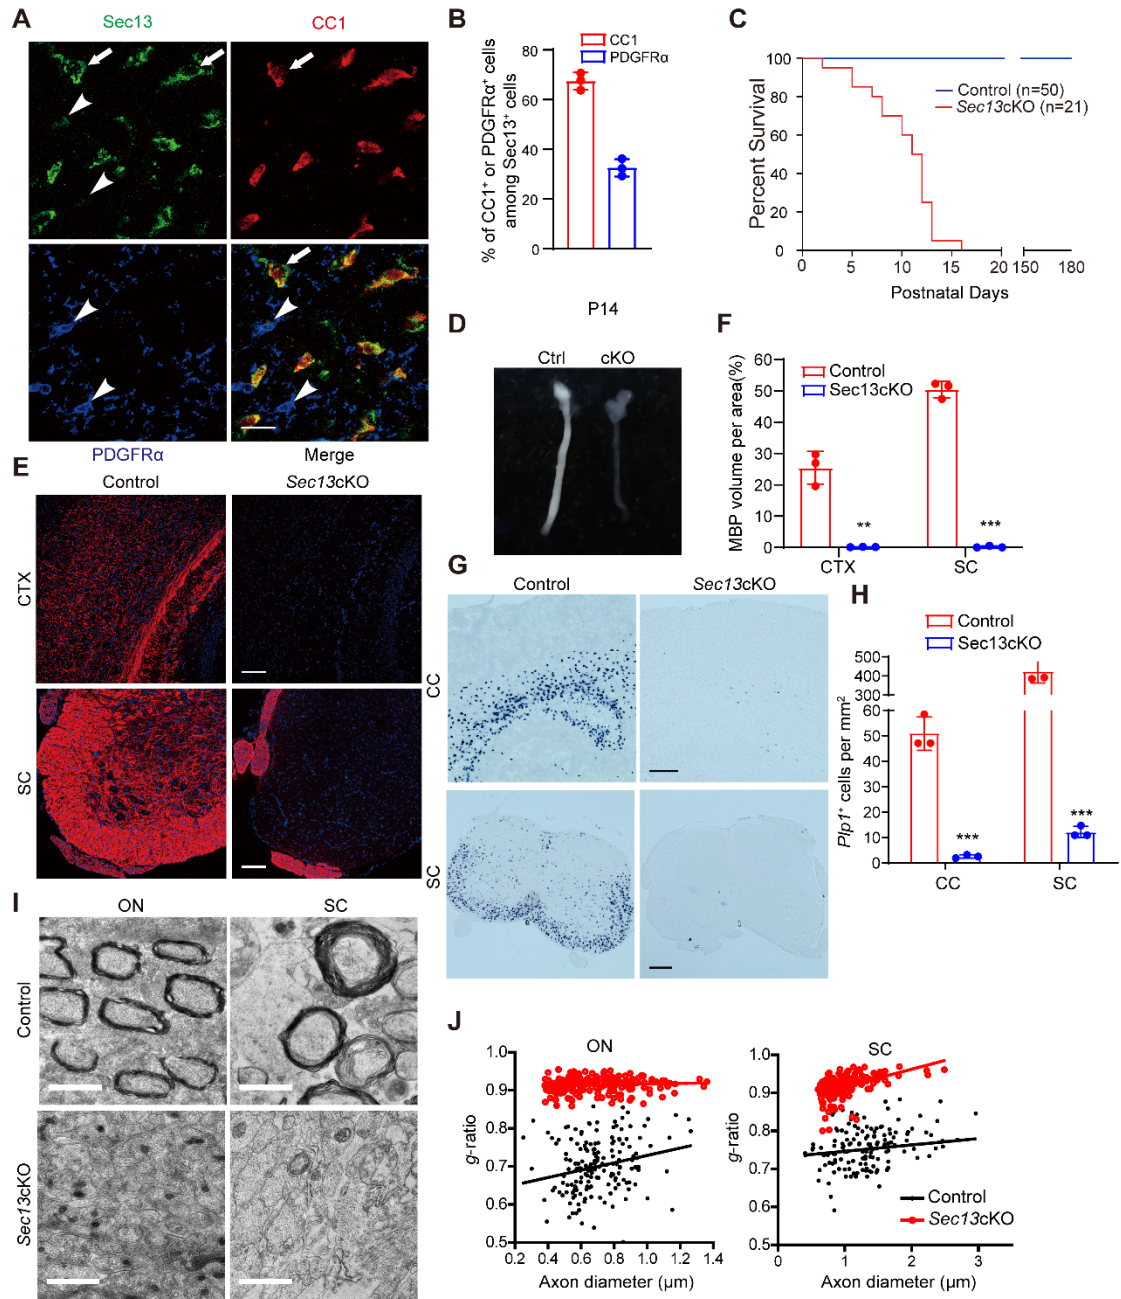 A
Sec13
CC1
PDGFRα
Merge
B
CC1
PDGFRα
% of CC1⁺ or PDGFRα⁺ cells
among Sec13⁺ cells
80
60
40
20
0
C
Percent Survival
100
80
60
40
20
0
Control (n=50)
Sec13cKO (n=21)
0 5 10 15 20 150 180
Postnatal Days
D
P14
Ctrl cKO
E
Control
Sec13cKO
CTX
SC
F
MBP volume per area(%)
60
50
40
30
20
10
0
Control
Sec13cKO
**
***
CTX SC
G
Control
Sec13cKO
CC
SC
H
Control
Sec13cKO
Plp1⁺ cells per mm²
500
400
300
60
50
40
30
20
10
0
***
***
CC SC
I
ON
SC
Control
Sec13cKO
J
ON
g-ratio
1.0
0.9
0.8
0.7
0.6
0.5
0.2 0.4 0.6 0.8 1.0 1.2 1.4
Axon diameter (μm)
SC
g-ratio
1.0
0.9
0.8
0.7
0.6
0.5
Control
Sec13cKO
0 1 2 3
Axon diameter (μm)